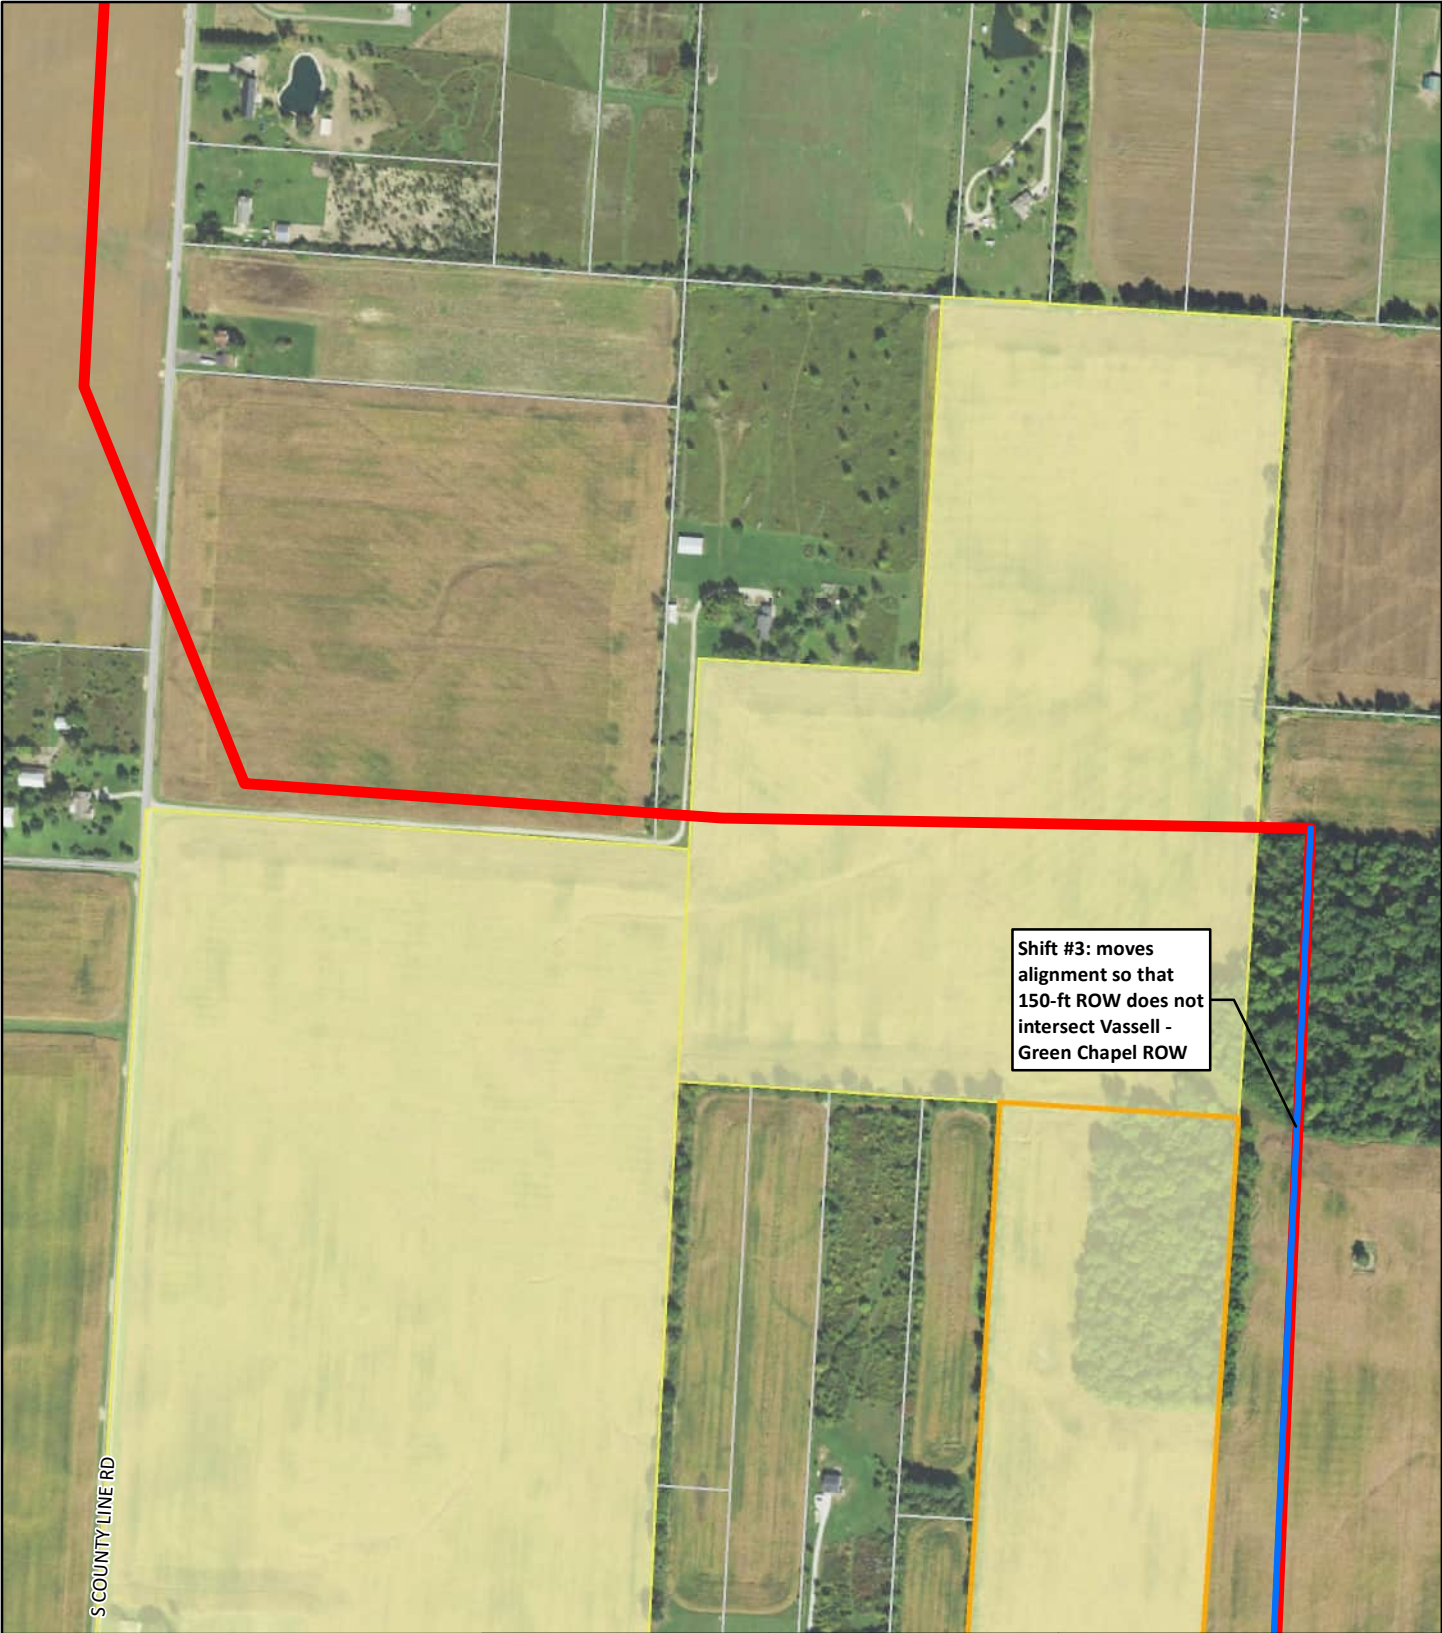 Shift #3: moves
alignment so that
150-ft ROW does not
intersect Vassell -
Green Chapel ROW
S COUNTY LINE RD